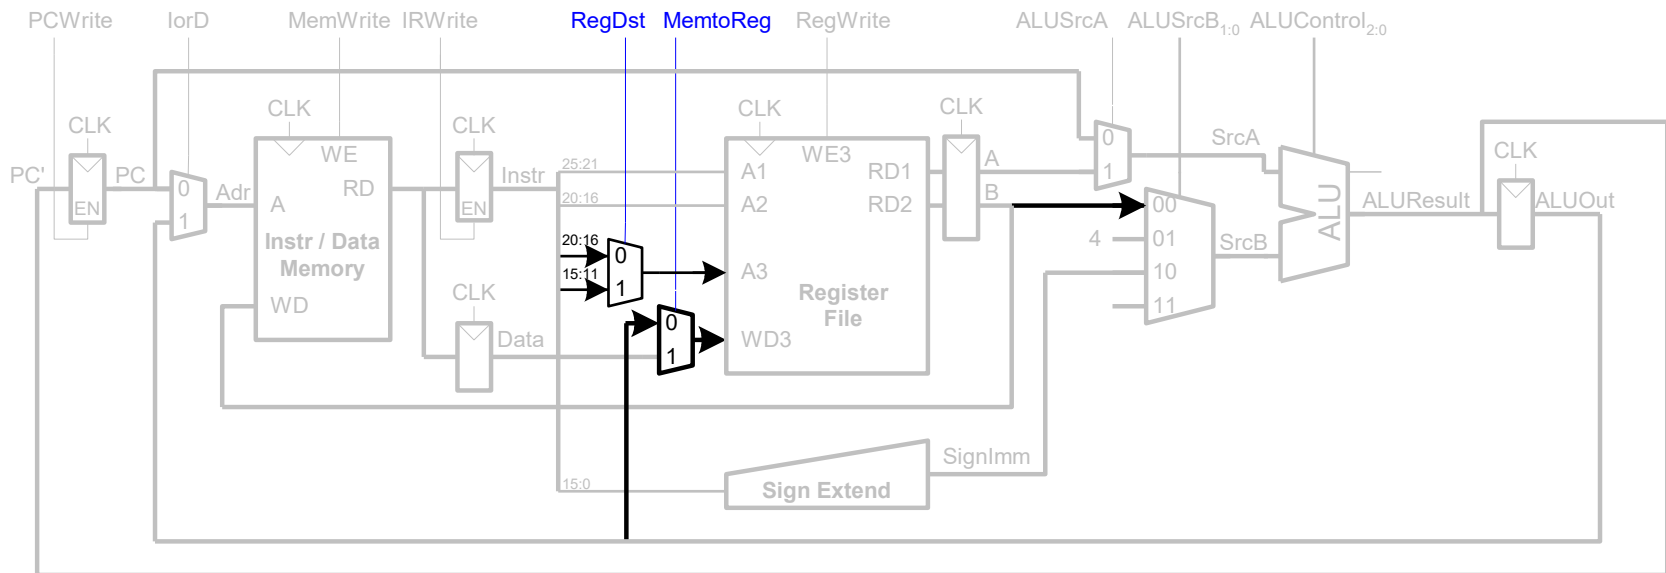 PCWrite IorD MemWrite IRWrite RegDst MemtoReg RegWrite ALUSrcA ALUSrcB1:0 ALUControl2:0
CLK CLK CLK CLK CLK
CLK
PC' PC 0 1 Adr EN
WE
RD
A
Instr / Data
Memory
WD
CLK
Instr
EN
25:21
20:16
20:16
15:11
15:0
0
1
CLK
Data
0
1
WE3
A1 RD1
A2 RD2
A3
Register
File
WD3
A
B
0
1
SrcA
00
4 01
10
11
SrcB
ALU
ALUResult
ALUOut
SignImm
Sign Extend